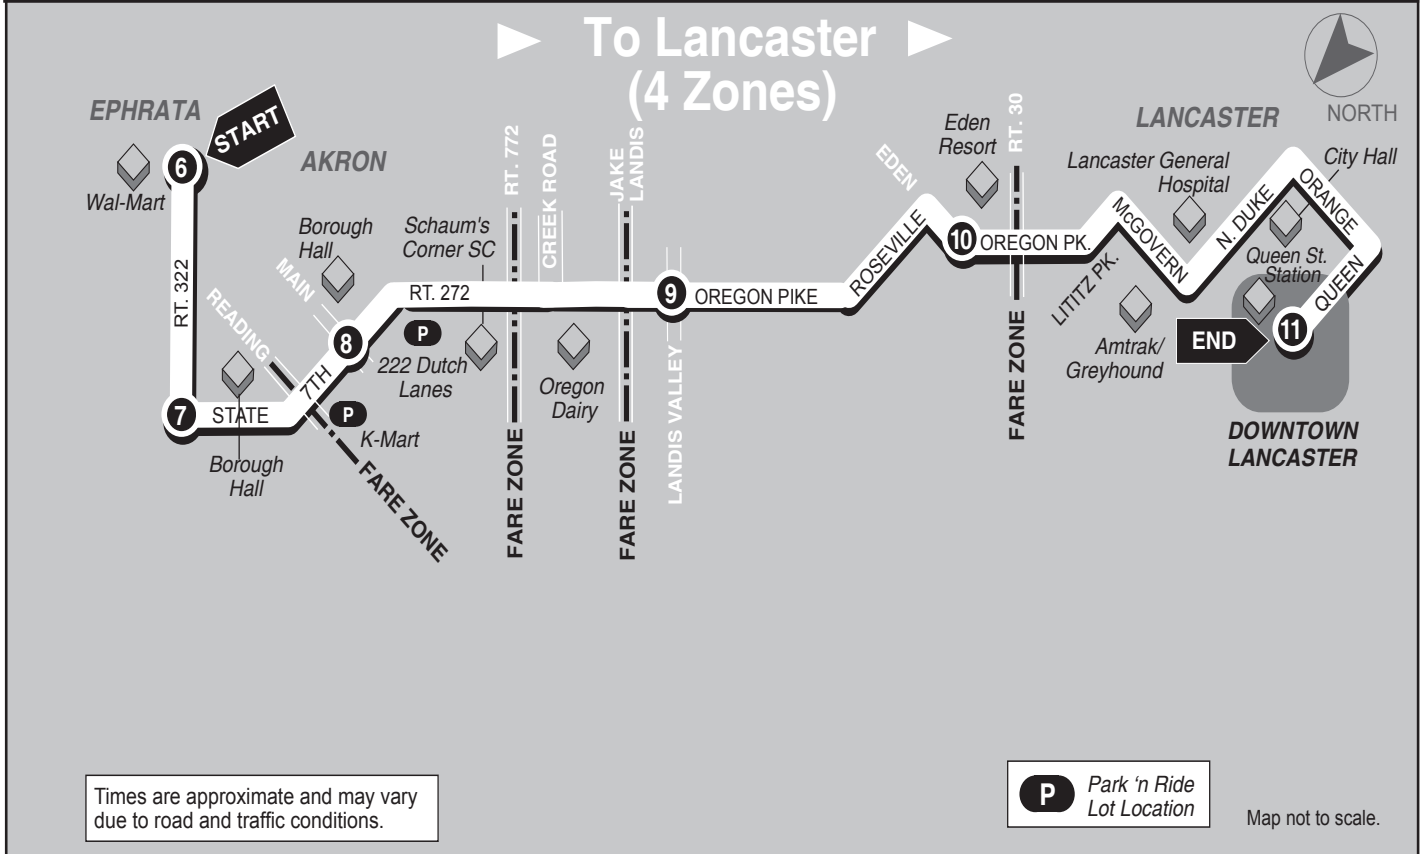 To Lancaster
(4 Zones)
NORTH
EPHRATA
START
6
Wal-Mart
AKRON
RT. 322
7
STATE
Borough
Hall
READING
7TH
P
K-Mart
FARE ZONE
MAIN
Borough
Hall
8
RT. 272
P
222 Dutch
Lanes
Schaum's
Corner SC
RT. 772
FARE ZONE
CREEK ROAD
Oregon
Dairy
JAKE
LANDIS
FARE ZONE
9
LANDIS VALLEY
OREGON PIKE
ROSEVILLE
EDEN
Eden
Resort
10
OREGON PK.
RT. 30
FARE ZONE
LITITZ PK.
McGOVERN
Amtrak/
Greyhound
LANCASTER
Lancaster General
Hospital
N. DUKE
City Hall
ORANGE
Queen St.
Station
QUEEN
11
END
DOWNTOWN
LANCASTER
Times are approximate and may vary
due to road and traffic conditions.
P
Park ‘n Ride
Lot Location
Map not to scale.